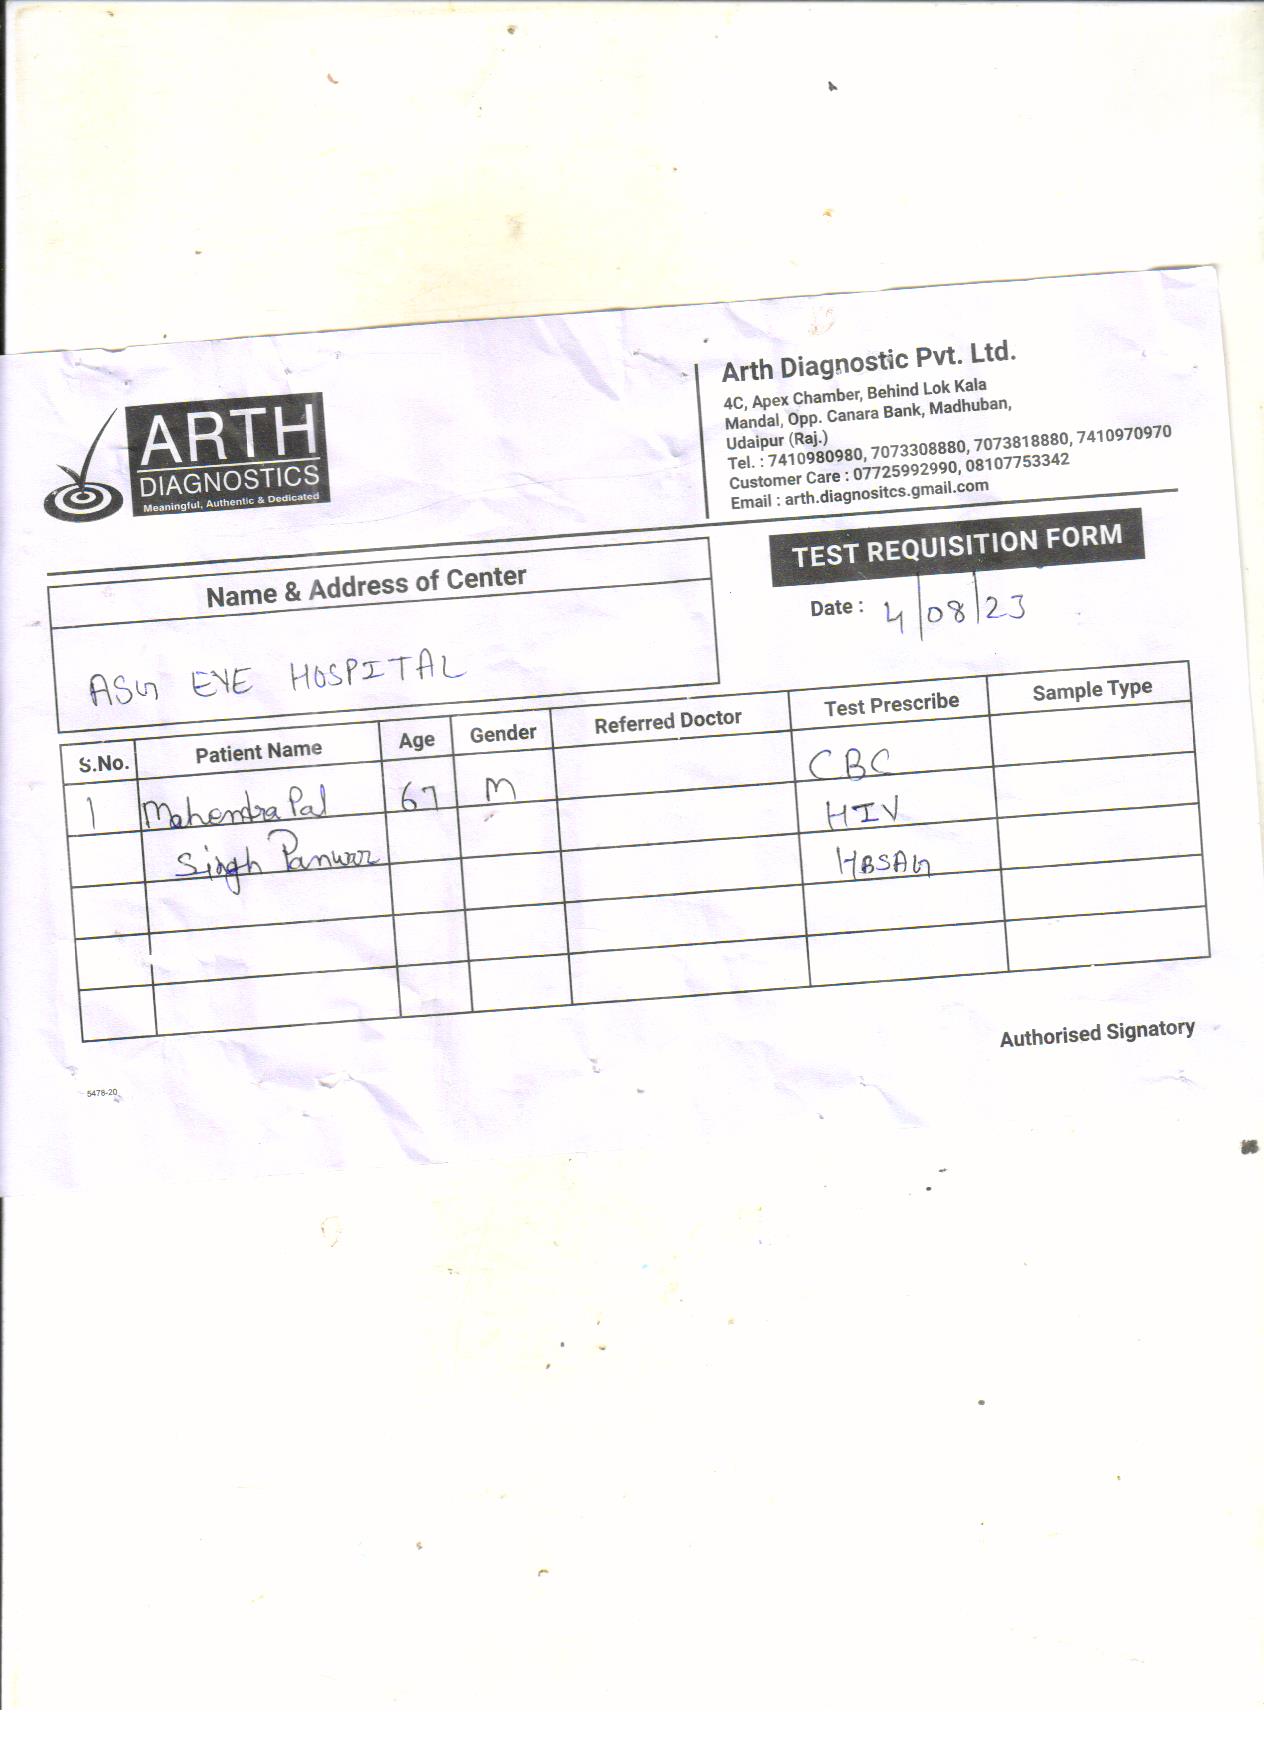 ARTH
DIAGNOSTICS
Meaningful, Authentic & Dedicated
Arth Diagnostic Pvt. Ltd.
4C, Apex Chamber, Behind Lok Kala
Mandal, Opp. Canara Bank, Madhuban,
Udaipur (Raj.)
Tel. : 7410980980, 7073308880, 7073818880, 7410970970
Customer Care : 07725992990, 08107753342
Email : arth.diagnositcs.gmail.com
TEST REQUISITION FORM
Name & Address of Center
Date : 4/08/23
ASG EYE HOSPITAL
S.No. Patient Name Age Gender Referred Doctor Test Prescribe Sample Type
1 Mahendra Pal 67 M CBC
Singh Panwar HIV
HBSAG
Authorised Signatory
5478-20